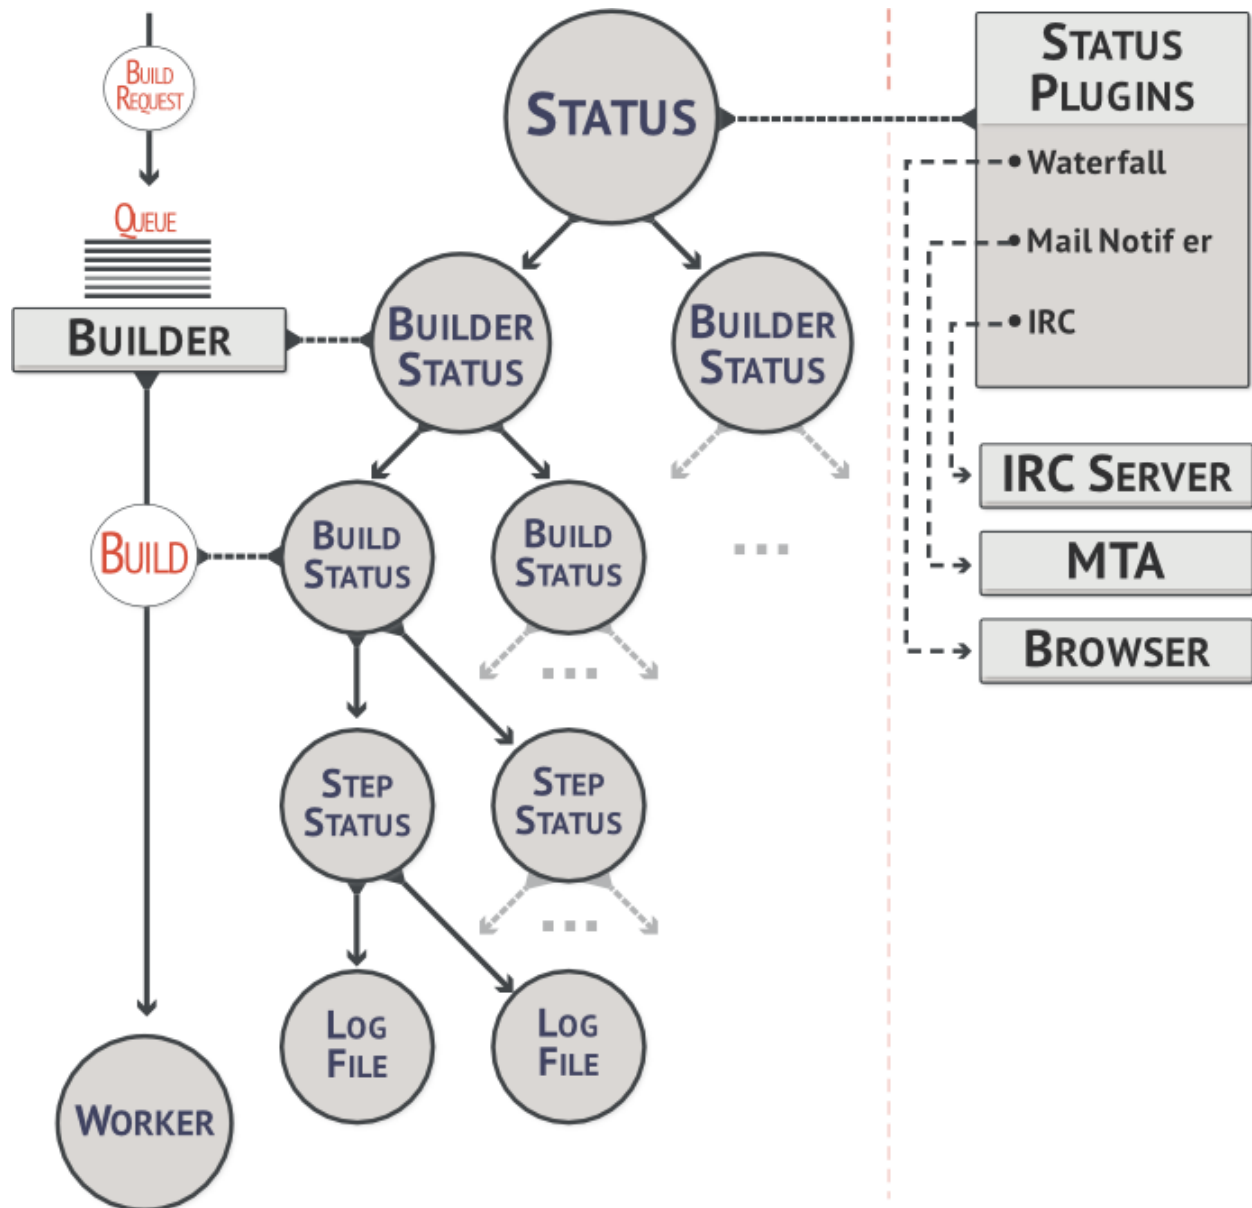 BUILD
REQUEST
QUEUE
BUILDER
BUILD
WORKER
STATUS
BUILDER
STATUS
BUILDER
STATUS
BUILD
STATUS
BUILD
STATUS
...
...
STEP
STATUS
STEP
STATUS
...
LOG
FILE
LOG
FILE
STATUS
PLUGINS
• Waterfall
• Mail Notif er
• IRC
IRC SERVER
MTA
BROWSER